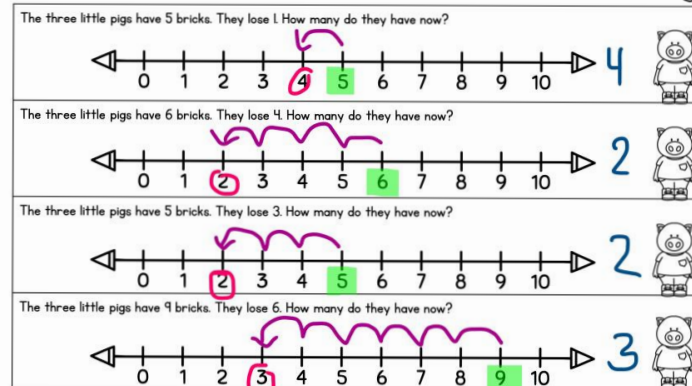 The three little pigs have 5 bricks. They lose 1. How many do they have now?
0 1 2 3 4 5 6 7 8 9 10 4
The three little pigs have 6 bricks. They lose 4. How many do they have now?
0 1 2 3 4 5 6 7 8 9 10 2
The three little pigs have 5 bricks. They lose 3. How many do they have now?
0 1 2 3 4 5 6 7 8 9 10 2
The three little pigs have 9 bricks. They lose 6. How many do they have now?
0 1 2 3 4 5 6 7 8 9 10 3